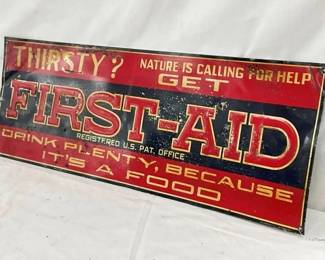 THIRSTY? NATURE IS CALLING FOR HELP
GET
FIRST-AID
REGISTERED U.S. PAT. OFFICE
DRINK PLENTY, BECAUSE
IT'S A FOOD